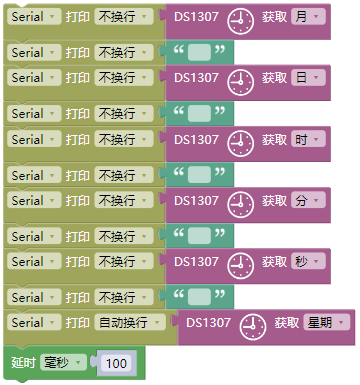 Serial 打印 不换行 DS1307 获取 月
Serial 打印 不换行 “ ”
Serial 打印 不换行 DS1307 获取 日
Serial 打印 不换行 “ ”
Serial 打印 不换行 DS1307 获取 时
Serial 打印 不换行 “ ”
Serial 打印 不换行 DS1307 获取 分
Serial 打印 不换行 “ ”
Serial 打印 不换行 DS1307 获取 秒
Serial 打印 不换行 “ ”
Serial 打印 自动换行 DS1307 获取 星期
延时 毫秒 100